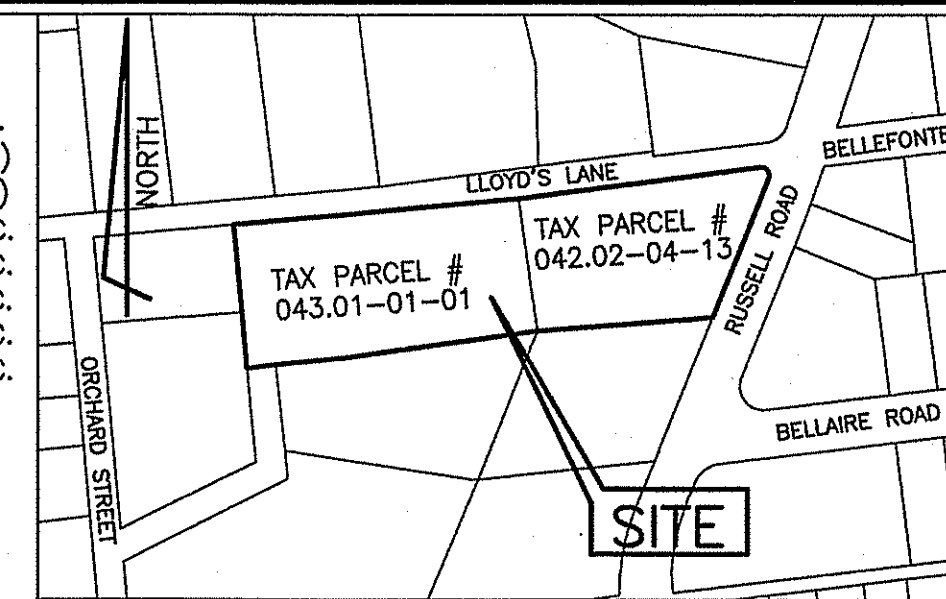 NORTH
BELLEFONTE
LLOYD'S LANE
TAX PARCEL #
042.02-04-13
TAX PARCEL #
043.01-01-01
RUSSELL ROAD
ORCHARD STREET
BELLAIRE ROAD
SITE